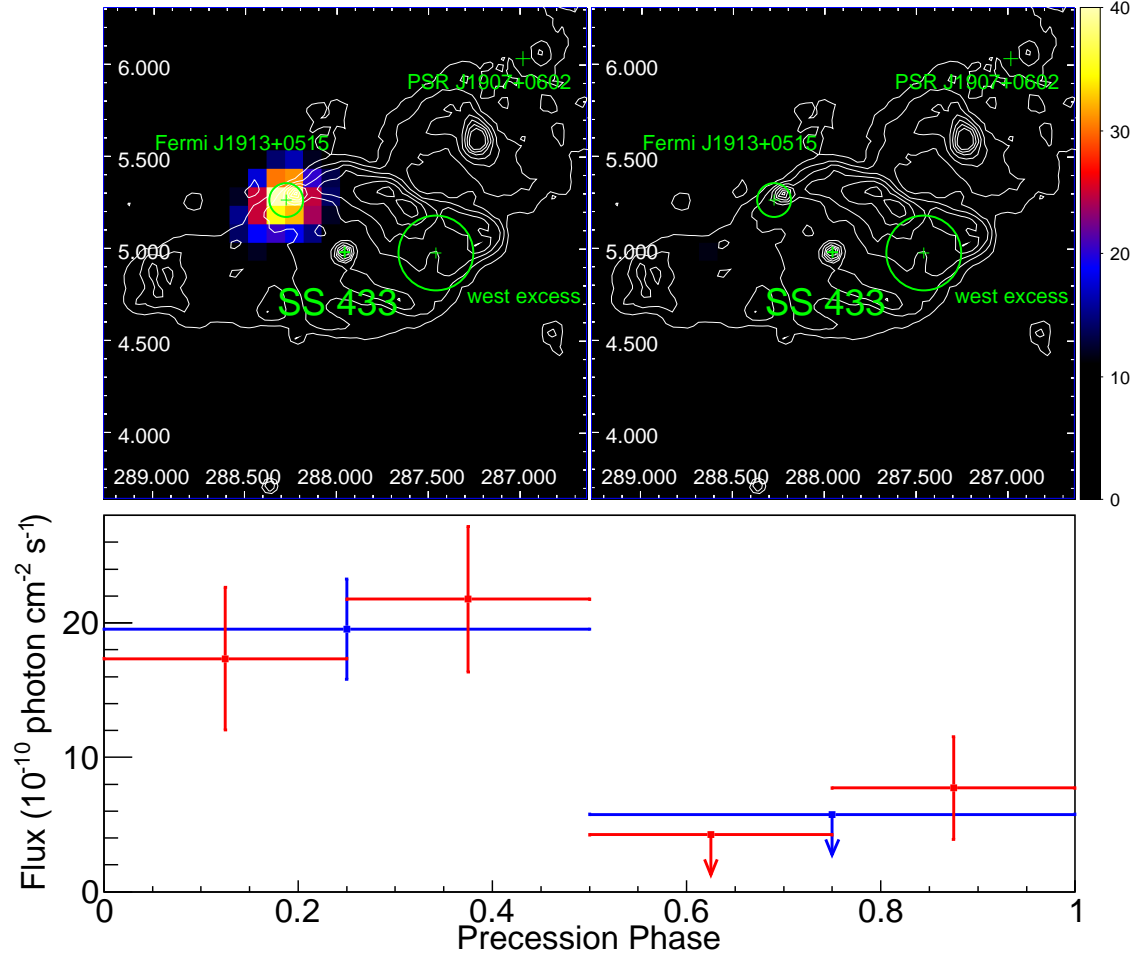 6.000
PSR J1907+0602
Fermi J1913+0515
5.500
5.000
west excess
SS 433
4.500
4.000
289.000 288.500 288.000 287.500 287.000
6.000
PSR J1907+0602
Fermi J1913+0515
5.500
5.000
west excess
SS 433
4.500
4.000
289.000 288.500 288.000 287.500 287.000
40
30
20
10
0
Flux (10⁻¹⁰ photon cm⁻² s⁻¹)
20
10
0
0 0.2 0.4 0.6 0.8 1
Precession Phase